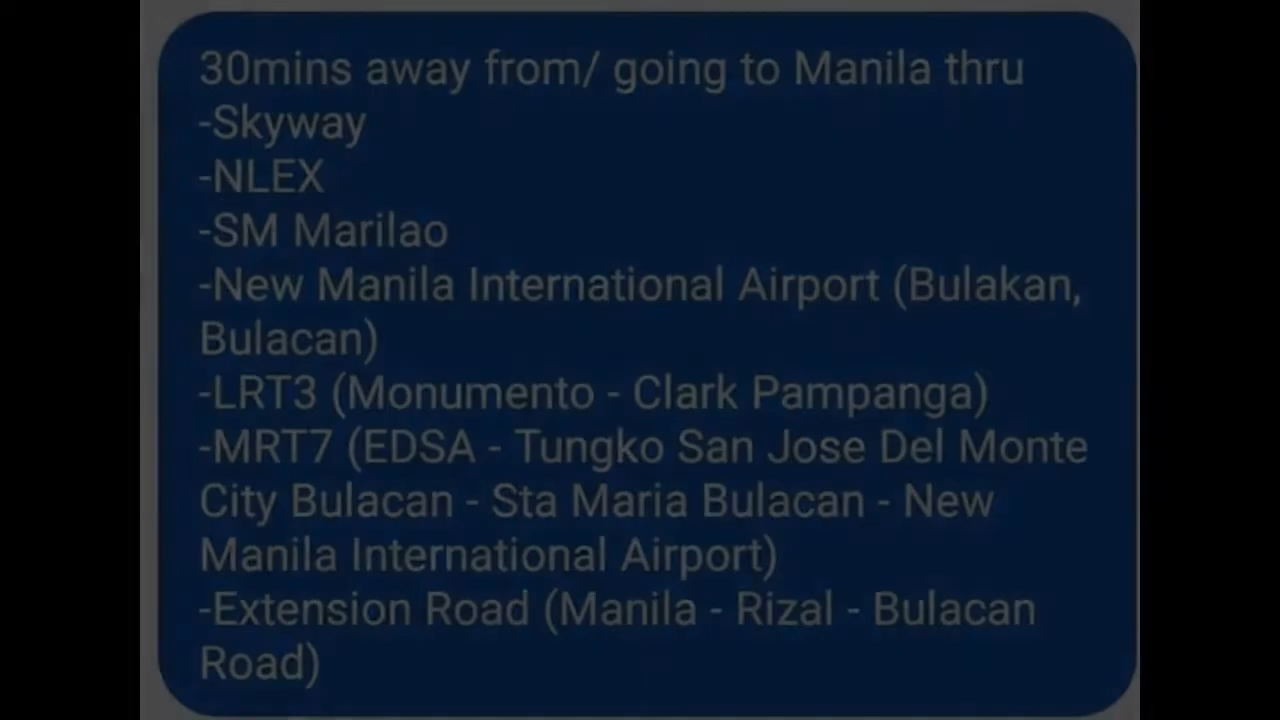 30mins away from/ going to Manila thru
-Skyway
-NLEX
-SM Marilao
-New Manila International Airport (Bulakan,
Bulacan)
-LRT3 (Monumento - Clark Pampanga)
-MRT7 (EDSA - Tungko San Jose Del Monte
City Bulacan - Sta Maria Bulacan - New
Manila International Airport)
-Extension Road (Manila - Rizal - Bulacan
Road)